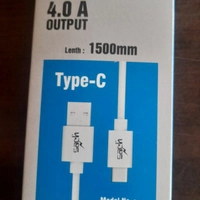 4.0 A
OUTPUT
Lenth : 1500mm
Type-C